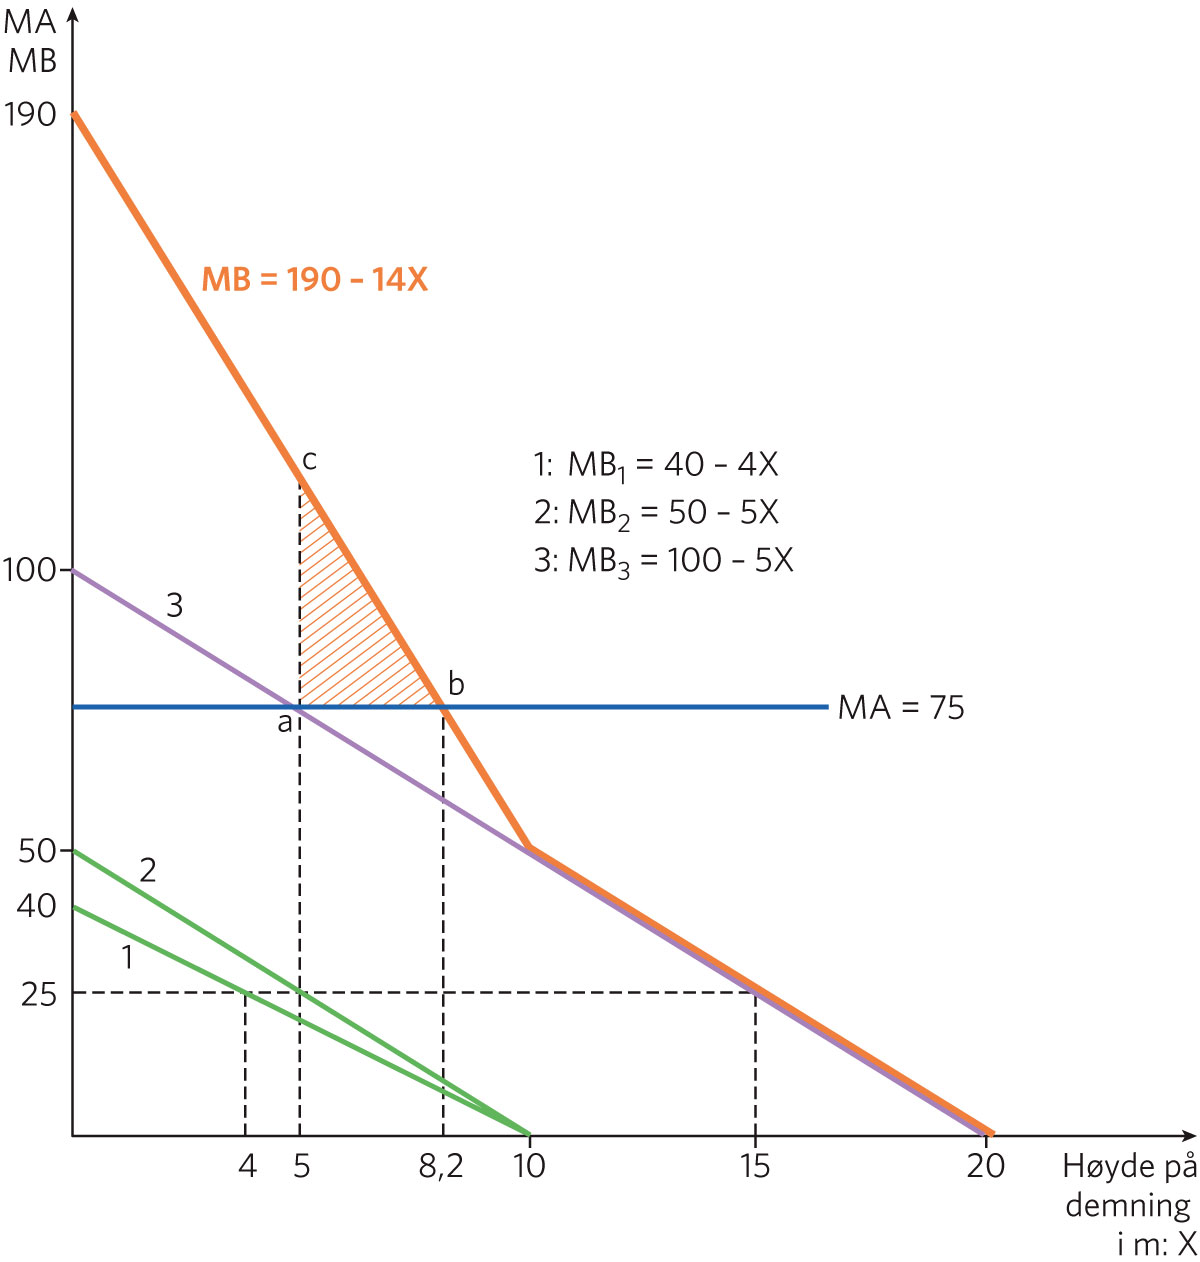 MA
MB
190
MB = 190 – 14X
c
1: MB₁ = 40 – 4X
2: MB₂ = 50 – 5X
3: MB₃ = 100 – 5X
100
3
b
a
MA = 75
50
2
40
1
25
4 5 8,2 10 15 20 Høyde på
demning
i m: X